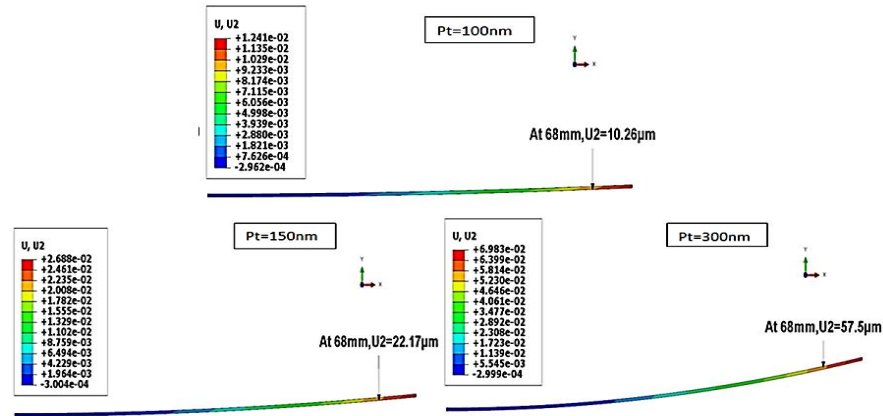 Pt=100nm
U, U2
+1.241e-02
+1.135e-02
+1.029e-02
+9.233e-03
+8.174e-03
+7.115e-03
+6.056e-03
+4.998e-03
+3.939e-03
+2.880e-03
+1.821e-03
+7.626e-04
-2.962e-04
Y
X
At 68mm,U2=10.26µm
Pt=150nm
U, U2
+2.688e-02
+2.461e-02
+2.235e-02
+2.008e-02
+1.782e-02
+1.555e-02
+1.329e-02
+1.102e-02
+8.759e-03
+6.494e-03
+4.229e-03
+1.964e-03
-3.004e-04
Y
X
At 68mm,U2=22.17µm
Pt=300nm
U, U2
+6.983e-02
+6.399e-02
+5.814e-02
+5.230e-02
+4.646e-02
+4.061e-02
+3.477e-02
+2.892e-02
+2.308e-02
+1.723e-02
+1.139e-02
+5.545e-03
-2.999e-04
Y
X
At 68mm,U2=57.5µm